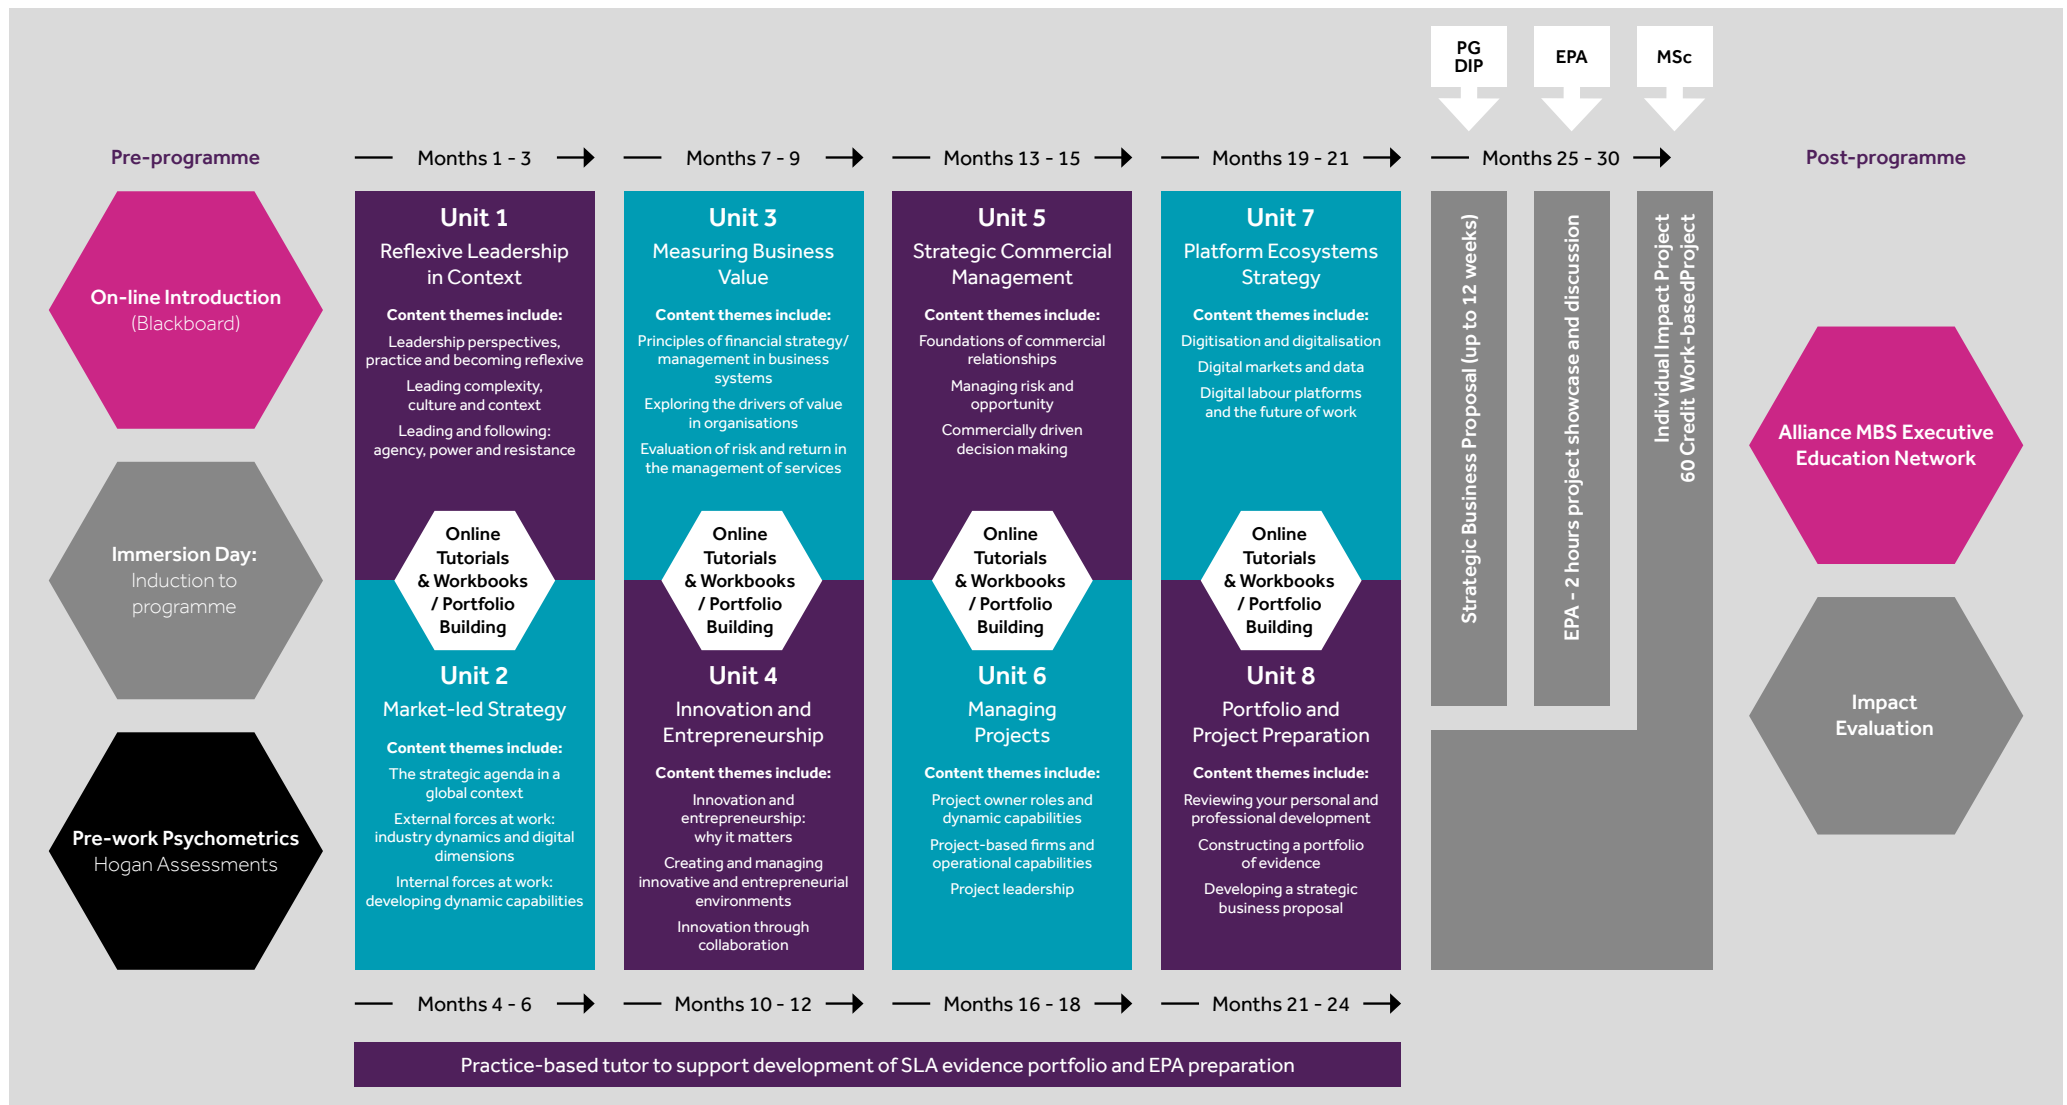 Pre-programme
On-line Introduction
(Blackboard)
Immersion Day:
Induction to
programme
Pre-work Psychometrics
Hogan Assessments
Months 1 - 3
Unit 1
Reflexive Leadership
in Context
Content themes include:
Leadership perspectives,
practice and becoming reflexive
Leading complexity,
culture and context
Leading and following:
agency, power and resistance
Online
Tutorials
& Workbooks
/ Portfolio
Building
Unit 2
Market-led Strategy
Content themes include:
The strategic agenda in a
global context
External forces at work:
industry dynamics and digital
dimensions
Internal forces at work:
developing dynamic capabilities
Months 4 - 6
Months 7 - 9
Unit 3
Measuring Business
Value
Content themes include:
Principles of financial strategy/
management in business
systems
Exploring the drivers of value
in organisations
Evaluation of risk and return in
the management of services
Online
Tutorials
& Workbooks
/ Portfolio
Building
Unit 4
Innovation and
Entrepreneurship
Content themes include:
Innovation and
entrepreneurship:
why it matters
Creating and managing
innovative and entrepreneurial
environments
Innovation through
collaboration
Months 10 - 12
Months 13 - 15
Unit 5
Strategic Commercial
Management
Content themes include:
Foundations of commercial
relationships
Managing risk and
opportunity
Commercially driven
decision making
Online
Tutorials
& Workbooks
/ Portfolio
Building
Unit 6
Managing
Projects
Content themes include:
Project owner roles and
dynamic capabilities
Project-based firms and
operational capabilities
Project leadership
Months 16 - 18
Months 19 - 21
Unit 7
Platform Ecosystems
Strategy
Content themes include:
Digitisation and digitalisation
Digital markets and data
Digital labour platforms
and the future of work
Online
Tutorials
& Workbooks
/ Portfolio
Building
Unit 8
Portfolio and
Project Preparation
Content themes include:
Reviewing your personal and
professional development
Constructing a portfolio
of evidence
Developing a strategic
business proposal
Months 21 - 24
Practice-based tutor to support development of SLA evidence portfolio and EPA preparation
PG
DIP
EPA
MSc
Months 25 - 30
Strategic Business Proposal (up to 12 weeks)
EPA - 2 hours project showcase and discussion
Individual Impact Project
60 Credit Work-basedProject
Post-programme
Alliance MBS Executive
Education Network
Impact
Evaluation